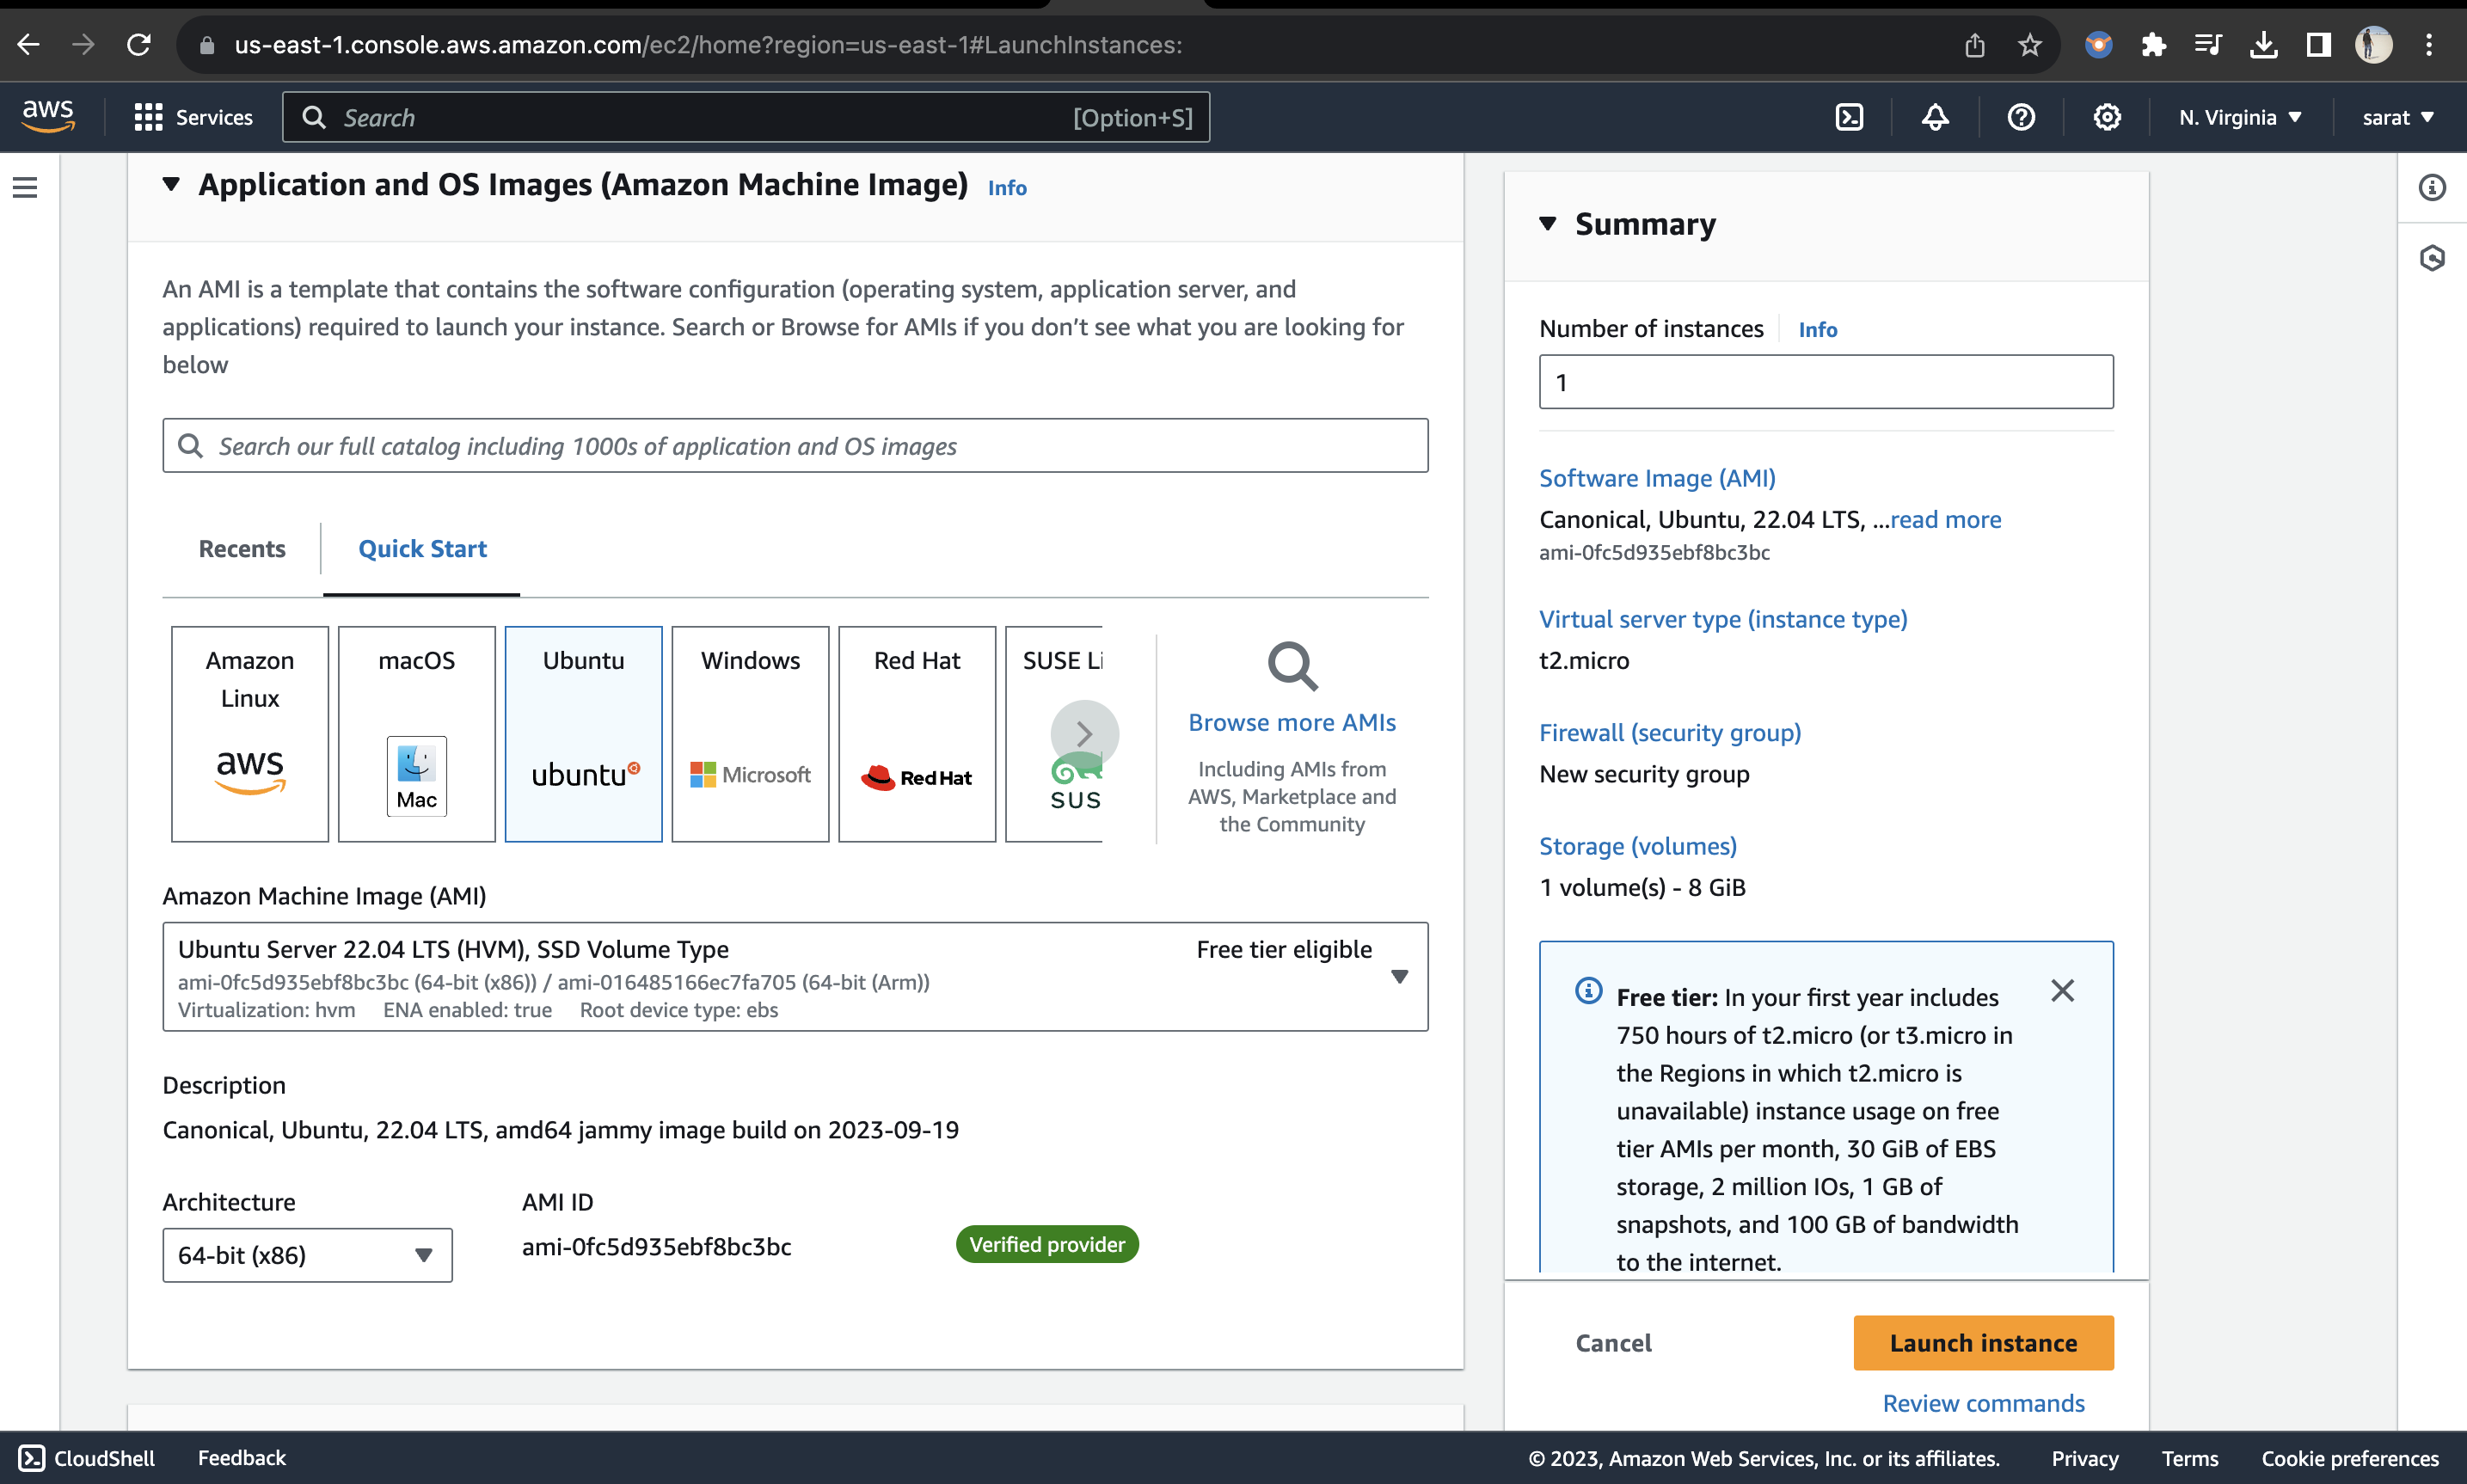 us-east-1.console.aws.amazon.com/ec2/home?region=us-east-1#LaunchInstances:
aws
Services
Search
[Option+S]
N. Virginia
sarat
Application and OS Images (Amazon Machine Image) Info
An AMI is a template that contains the software configuration (operating system, application server, and
applications) required to launch your instance. Search or Browse for AMIs if you don’t see what you are looking for
below
Search our full catalog including 1000s of application and OS images
Recents
Quick Start
Amazon
Linux
aws
macOS
Mac
Ubuntu
ubuntu
Windows
Microsoft
Red Hat
Red Hat
SUSE Li
SUS
Browse more AMIs
Including AMIs from
AWS, Marketplace and
the Community
Amazon Machine Image (AMI)
Ubuntu Server 22.04 LTS (HVM), SSD Volume Type
Free tier eligible
ami-0fc5d935ebf8bc3bc (64-bit (x86)) / ami-016485166ec7fa705 (64-bit (Arm))
Virtualization: hvm ENA enabled: true Root device type: ebs
Description
Canonical, Ubuntu, 22.04 LTS, amd64 jammy image build on 2023-09-19
Architecture
64-bit (x86)
AMI ID
ami-0fc5d935ebf8bc3bc
Verified provider
Summary
Number of instances Info
1
Software Image (AMI)
Canonical, Ubuntu, 22.04 LTS, ...read more
ami-0fc5d935ebf8bc3bc
Virtual server type (instance type)
t2.micro
Firewall (security group)
New security group
Storage (volumes)
1 volume(s) - 8 GiB
Free tier: In your first year includes
750 hours of t2.micro (or t3.micro in
the Regions in which t2.micro is
unavailable) instance usage on free
tier AMIs per month, 30 GiB of EBS
storage, 2 million IOs, 1 GB of
snapshots, and 100 GB of bandwidth
to the internet.
Cancel
Launch instance
Review commands
CloudShell
Feedback
© 2023, Amazon Web Services, Inc. or its affiliates.
Privacy
Terms
Cookie preferences